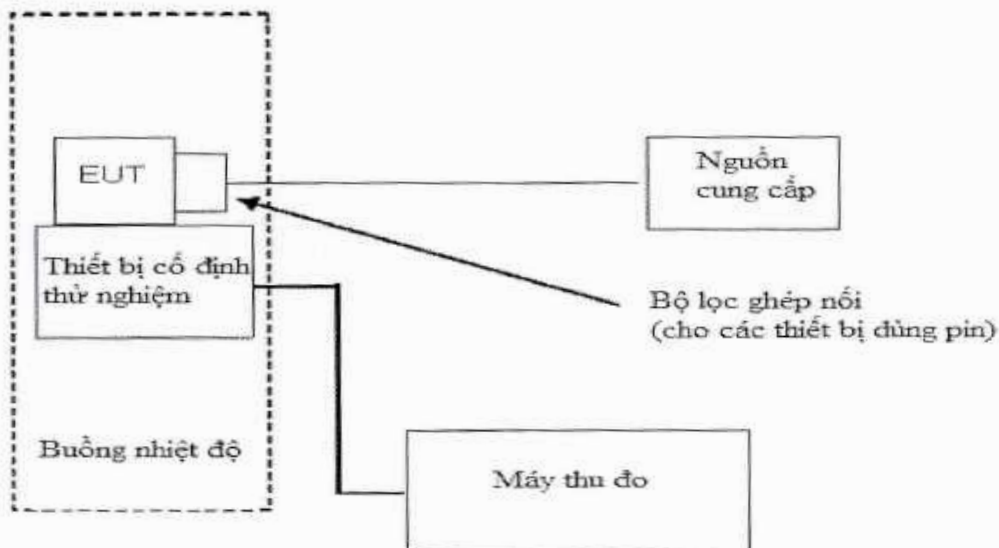 EUT
Nguồn
cung cấp
Thiết bị cố định
thử nghiệm
Bộ lọc ghép nối
(cho các thiết bị dùng pin)
Buồng nhiệt độ
Máy thu đo